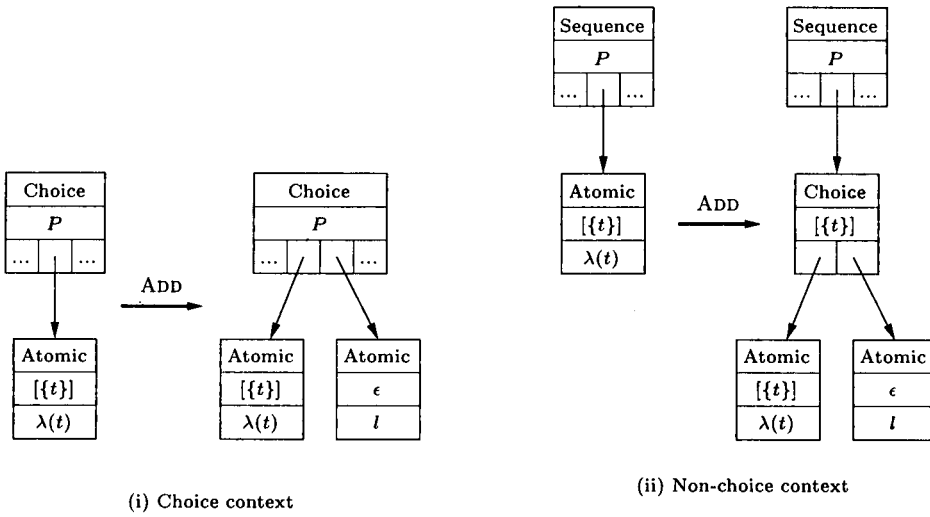 Choice
P
... ...
Atomic
[{t}]
λ(t)
ADD
Choice
P
... ...
Atomic
[{t}]
λ(t)
Atomic
ϵ
l
(i) Choice context
Sequence
P
... ...
Atomic
[{t}]
λ(t)
ADD
Sequence
P
... ...
Choice
[{t}]
Atomic
[{t}]
λ(t)
Atomic
ϵ
l
(ii) Non-choice context